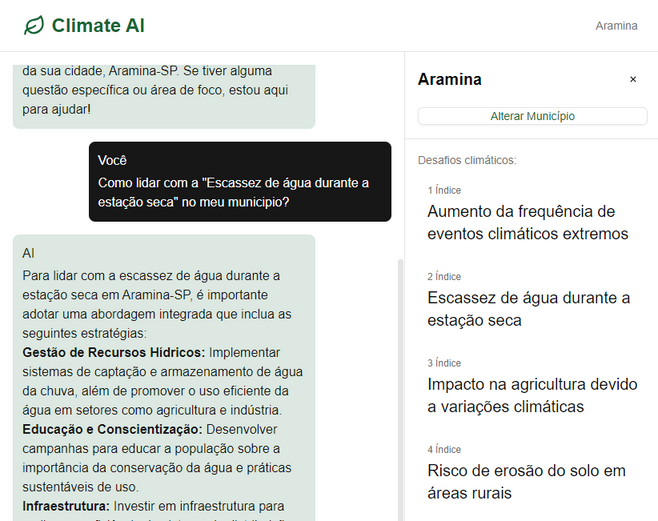 Climate AI
Aramina
da sua cidade, Aramina-SP. Se tiver alguma
questão específica ou área de foco, estou aqui
para ajudar!
Você
Como lidar com a "Escassez de água durante a
estação seca" no meu municipio?
AI
Para lidar com a escassez de água durante a
estação seca em Aramina-SP, é importante
adotar uma abordagem integrada que inclua as
seguintes estratégias:
Gestão de Recursos Hídricos: Implementar
sistemas de captação e armazenamento de água
da chuva, além de promover o uso eficiente da
água em setores como agricultura e indústria.
Educação e Conscientização: Desenvolver
campanhas para educar a população sobre a
importância da conservação da água e práticas
sustentáveis de uso.
Infraestrutura: Investir em infraestrutura para
Aramina
×
Alterar Município
Desafios climáticos:
1 Índice
Aumento da frequência de
eventos climáticos extremos
2 Índice
Escassez de água durante a
estação seca
3 Índice
Impacto na agricultura devido
a variações climáticas
4 Índice
Risco de erosão do solo em
áreas rurais